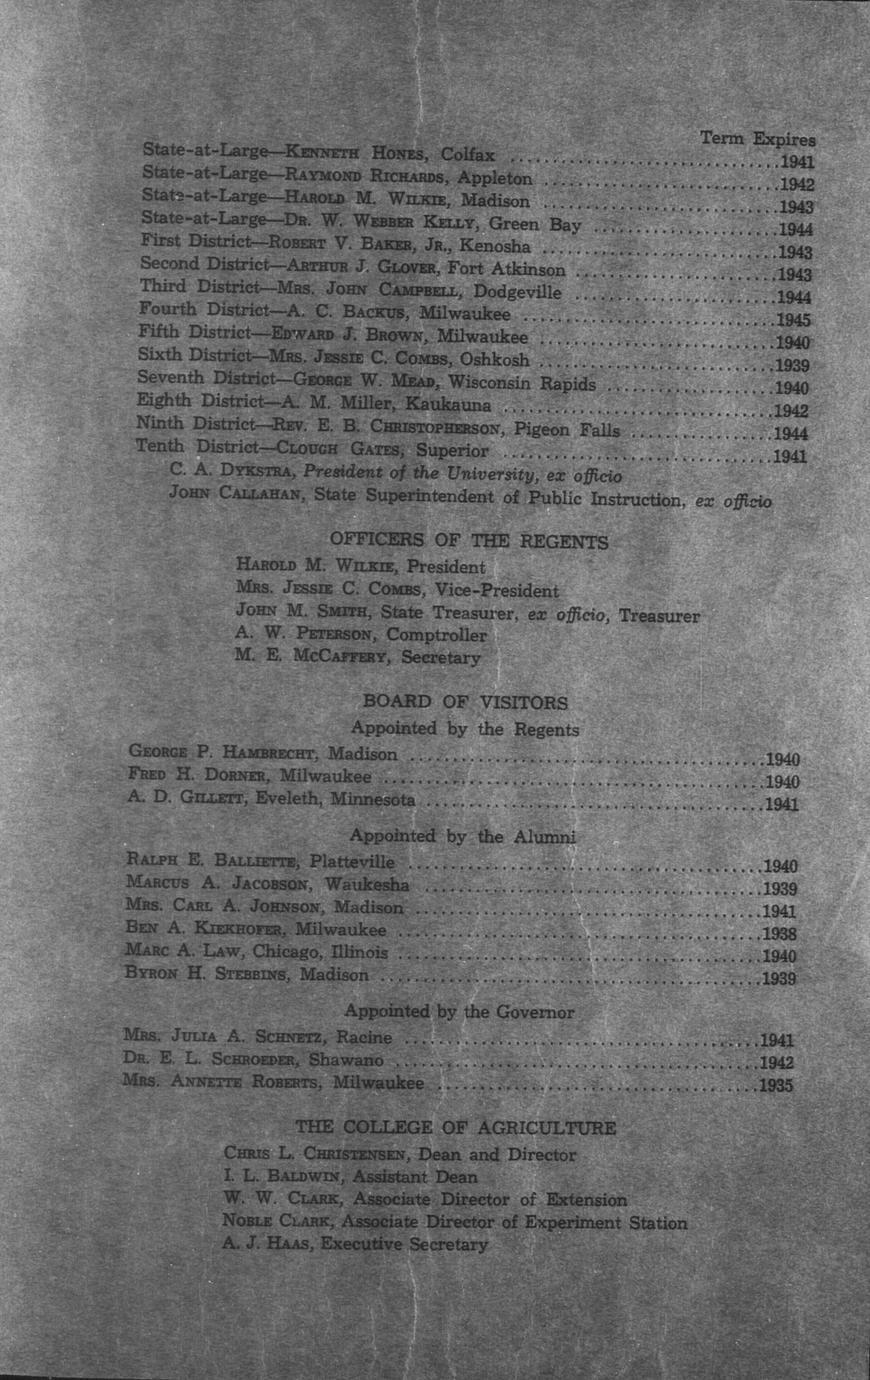 Term Expires
State-at-Large—KENNETH HONES, Colfax ................................1941
State-at-Large—RAYMOND RICHARDS, Appleton ............................1942
State-at-Large—HAROLD M. WILKIE, Madison ............................1943
State-at-Large—DR. W. WEBBER KELLY, Green Bay ......................1944
First District—ROBERT V. BAKER, JR., Kenosha ............................1943
Second District—ARTHUR J. GLOVER, Fort Atkinson ........................1943
Third District—MRS. JOHN CAMPBELL, Dodgeville ........................1944
Fourth District—A. C. BACKUS, Milwaukee ..............................1945
Fifth District—EDWARD J. BROWN, Milwaukee ............................1940
Sixth District—MRS. JESSIE C. COMBS, Oshkosh ............................1939
Seventh District—GEORGE W. MEAD, Wisconsin Rapids ....................1940
Eighth District—A. M. Miller, Kaukauna ................................1942
Ninth District—REV. E. B. CHRISTOPHERSON, Pigeon Falls .................1944
Tenth District—CLOUGH GATES, Superior ................................1941
C. A. DYKSTRA, President of the University, ex officio
JOHN CALLAHAN, State Superintendent of Public Instruction, ex officio
OFFICERS OF THE REGENTS
HAROLD M. WILKIE, President
MRS. JESSIE C. COMBS, Vice-President
JOHN M. SMITH, State Treasurer, ex officio, Treasurer
A. W. PETERSON, Comptroller
M. E. MCCAFFERY, Secretary
BOARD OF VISITORS
Appointed by the Regents
GEORGE P. HAMBRECHT, Madison ..........................................1940
FRED H. DORNER, Milwaukee .............................................1940
A. D. GILLETT, Eveleth, Minnesota ........................................1941
Appointed by the Alumni
RALPH E. BALLIETTE, Platteville ..........................................1940
MARCUS A. JACOBSON, Waukesha ........................................1939
MRS. CARL A. JOHNSON, Madison .........................................1941
BEN A. KIEKHOFER, Milwaukee ...........................................1938
MARC A. LAW, Chicago, Illinois ...........................................1940
BYRON H. STEBBINS, Madison .............................................1939
Appointed by the Governor
MRS. JULIA A. SCHNETZ, Racine ..........................................1941
DR. E. L. SCHROEDER, Shawano ...........................................1942
MRS. ANNETTE ROBERTS, Milwaukee ......................................1935
THE COLLEGE OF AGRICULTURE
CHRIS L. CHRISTENSEN, Dean and Director
I. L. BALDWIN, Assistant Dean
W. W. CLARK, Associate Director of Extension
NOBLE CLARK, Associate Director of Experiment Station
A. J. HAAS, Executive Secretary